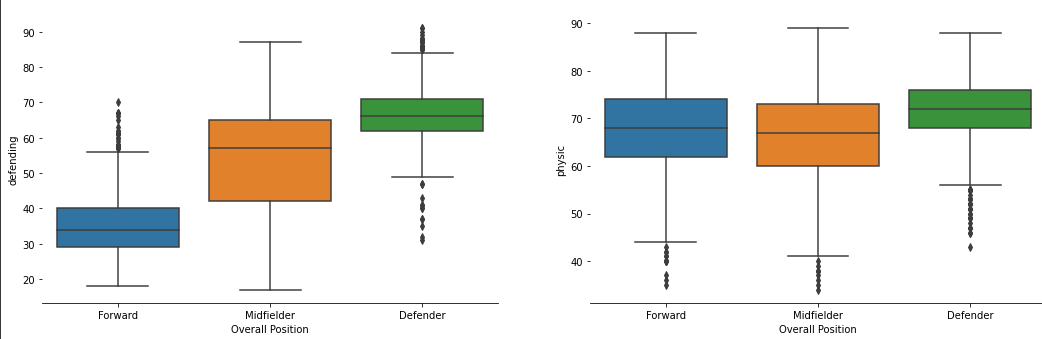 90
80
70
60
50
40
30
20
defending
Forward Midfielder Defender
Overall Position
90
80
70
60
50
40
physic
Forward Midfielder Defender
Overall Position